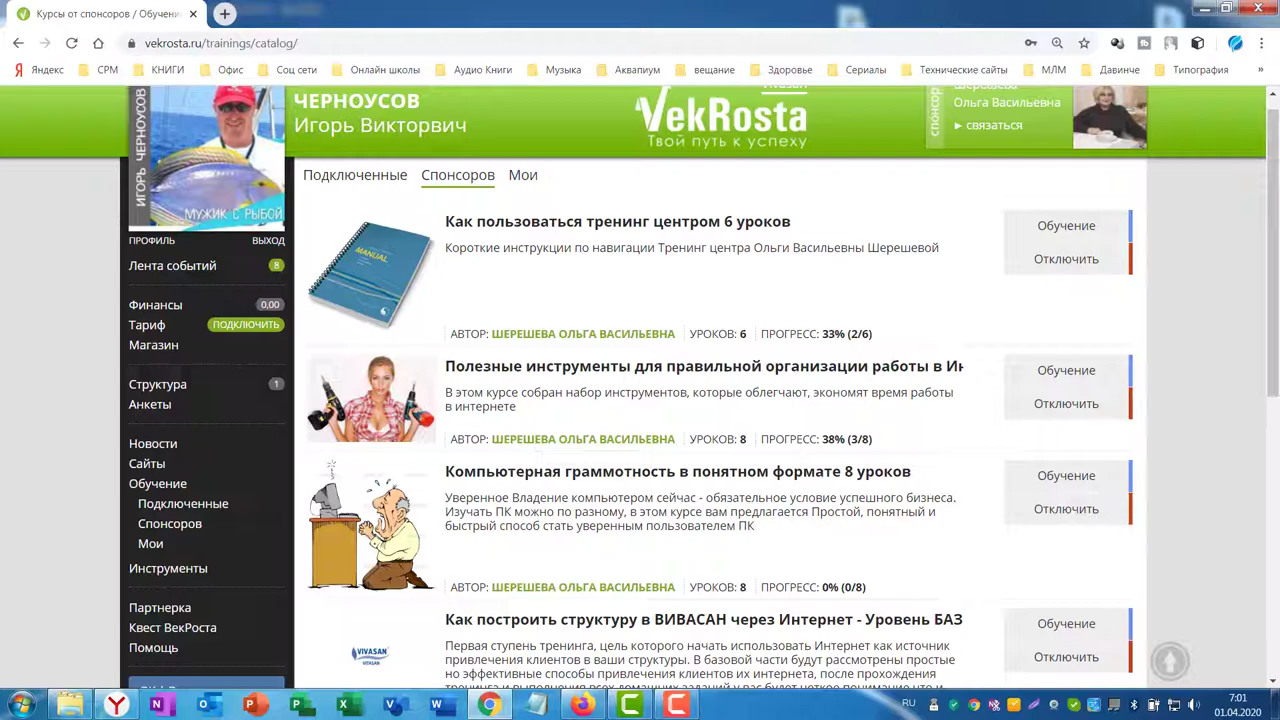 Курсы от спонсоров / Обучени
vekrosta.ru/trainings/catalog/
Яндекс
СРМ
КНИГИ
Офис
Соц сети
Онлайн школы
Аудио Книги
Музыка
Акваплум
вещание
Здоровье
Сериалы
Технические сайты
МЛМ
Давинче
Типография
»
ИГОРЬ ЧЕРНОУСОВ
МУЖИК С РЫБОЙ
ЧЕРНОУСОВ
Игорь Викторвич
Vivasan
VekRosta
Твой путь к успеху
спонсор
Шерешева
Ольга Васильевна
► связаться
ПРОФИЛЬ
ВЫХОД
Лента событий 8
Финансы 0,00
Тариф ПОДКЛЮЧИТЬ
Магазин
Структура 1
Анкеты
Новости
Сайты
Обучение
Подключенные
Спонсоров
Мои
Инструменты
Партнерка
Квест ВекРоста
Помощь
Подключенные Спонсоров Мои
MANUAL
Как пользоваться тренинг центром 6 уроков
Короткие инструкции по навигации Тренинг центра Ольги Васильевны Шерешевой
АВТОР: ШЕРЕШЕВА ОЛЬГА ВАСИЛЬЕВНА УРОКОВ: 6 ПРОГРЕСС: 33% (2/6)
Обучение
Отключить
Полезные инструменты для правильной организации работы в Ин
В этом курсе собран набор инструментов, которые облегчают, экономят время работы
в интернете
АВТОР: ШЕРЕШЕВА ОЛЬГА ВАСИЛЬЕВНА УРОКОВ: 8 ПРОГРЕСС: 38% (3/8)
Обучение
Отключить
Компьютерная граммотность в понятном формате 8 уроков
Уверенное Владение компьютером сейчас - обязательное условие успешного бизнеса.
Изучать ПК можно по разному, в этом курсе вам предлагается Простой, понятный и
быстрый способ стать уверенным пользователем ПК
АВТОР: ШЕРЕШЕВА ОЛЬГА ВАСИЛЬЕВНА УРОКОВ: 8 ПРОГРЕСС: 0% (0/8)
Обучение
Отключить
VIVASAN
VITASAN
Как построить структуру в ВИВАСАН через Интернет - Уровень БАЗ
Первая ступень тренинга, цель которого начать использовать Интернет как источник
привлечения клиентов в ваши структуры. В базовой части будут рассмотрены простые
но эффективные способы привлечения клиентов их интернета, после прохождения
Обучение
Отключить
RU
7:01
01.04.2020